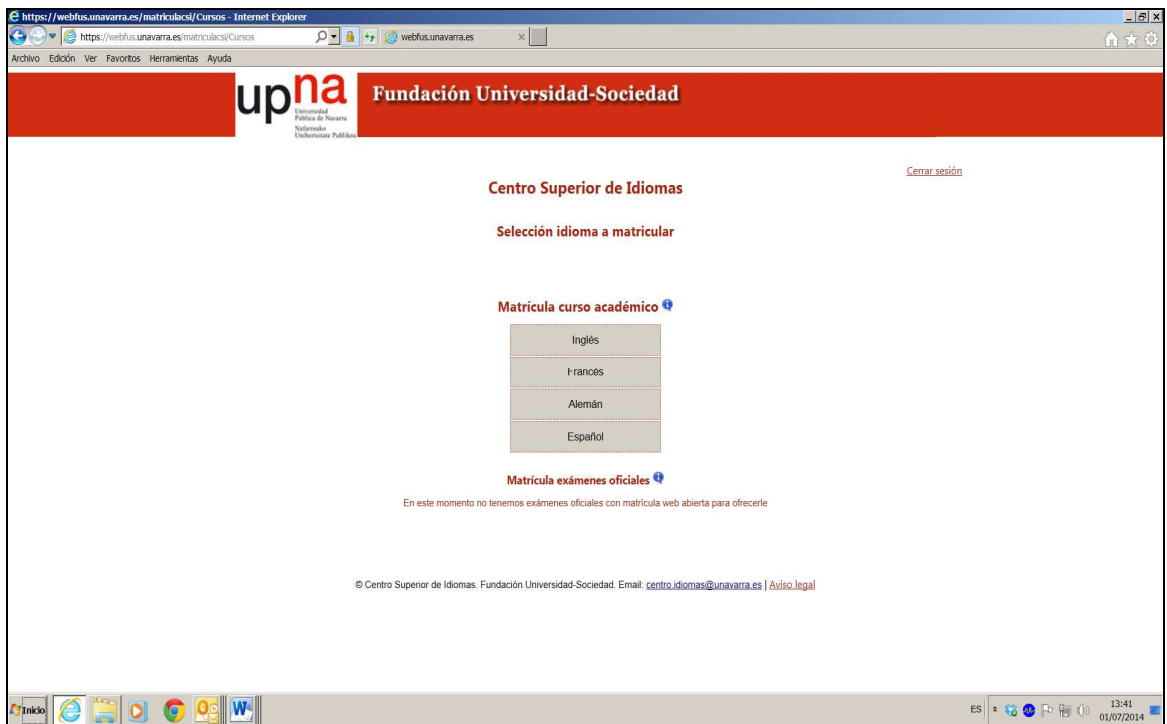 https://webfus.unavarra.es/matriculacsi/Cursos - Internet Explorer
https://webfus.unavarra.es/matriculacsi/Cursos
webfus.unavarra.es
Archivo Edición Ver Favoritos Herramientas Ayuda
upna
Universidad
Pública de Navarra
Nafarroako
Unibertsitate Publikoa
Fundación Universidad-Sociedad
Cerrar sesión
Centro Superior de Idiomas
Selección idioma a matricular
Matrícula curso académico
Inglés
Francés
Alemán
Español
Matrícula exámenes oficiales
En este momento no tenemos exámenes oficiales con matrícula web abierta para ofrecerle
© Centro Superior de Idiomas. Fundación Universidad-Sociedad. Email: centro.idiomas@unavarra.es | Aviso legal
Inicio
ES
13:41
01/07/2014